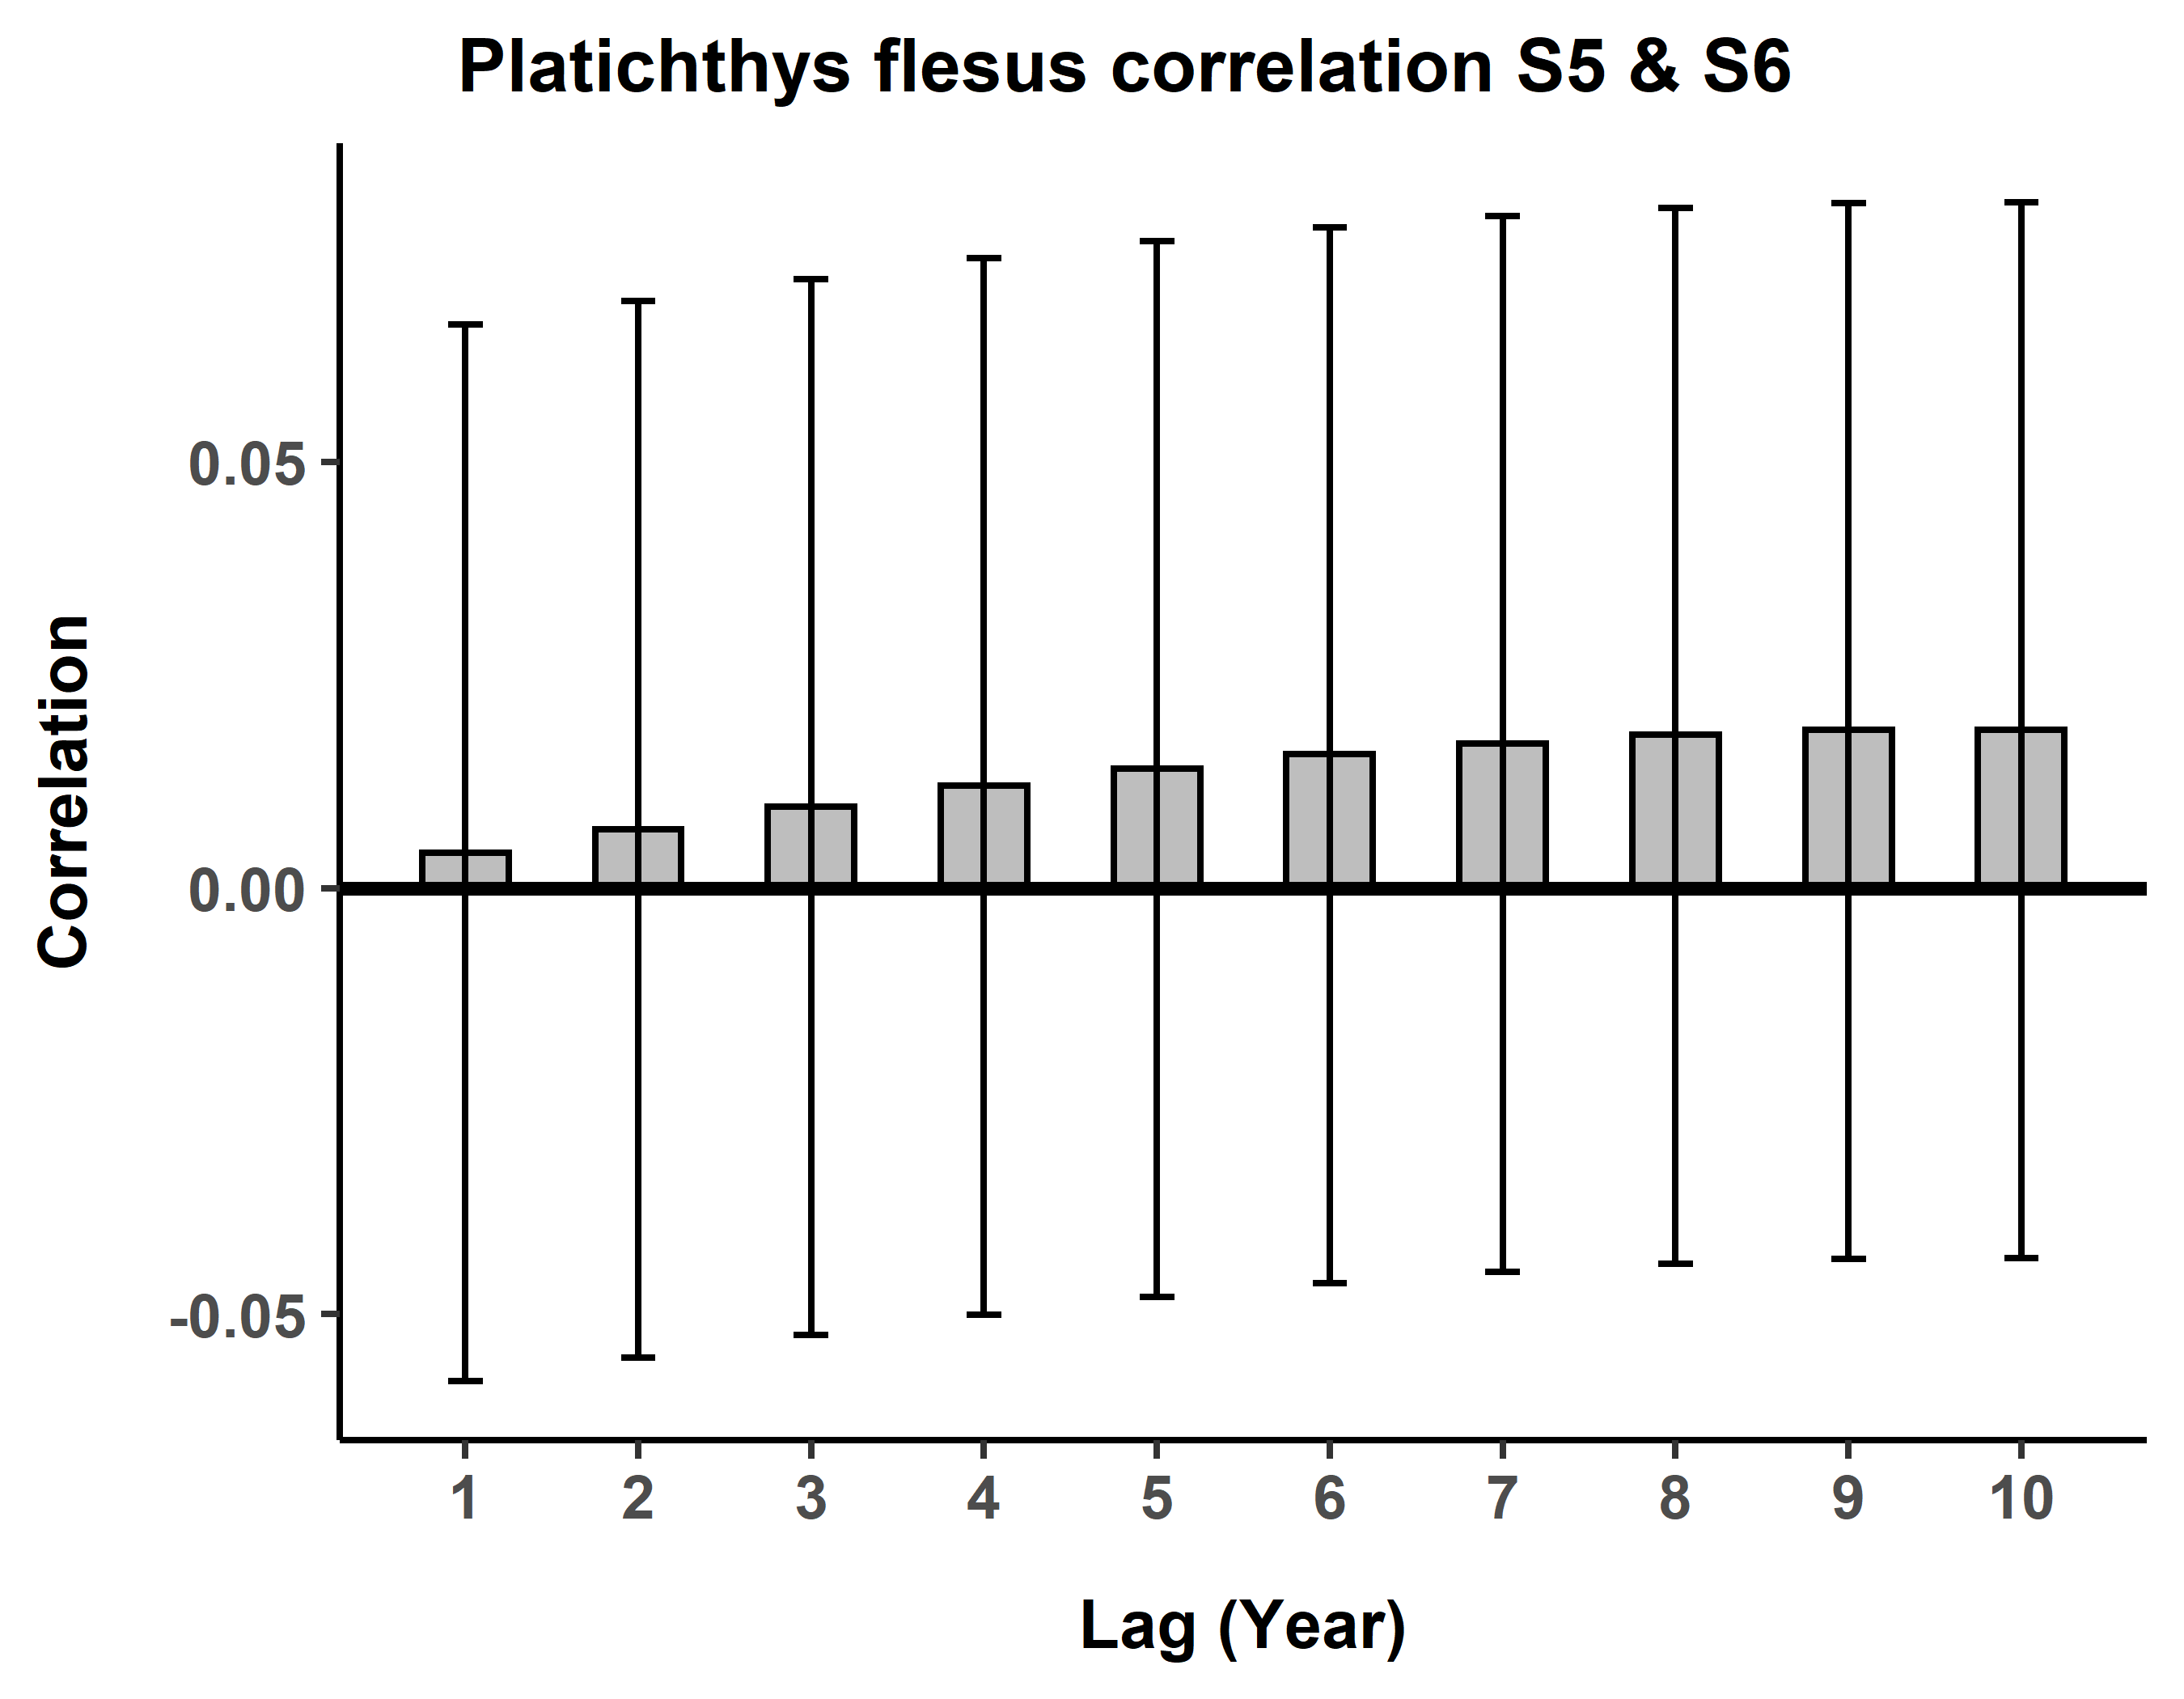 Platichthys flesus correlation S5 & S6
Correlation
0.05
0.00
-0.05
1 2 3 4 5 6 7 8 9 10
Lag (Year)